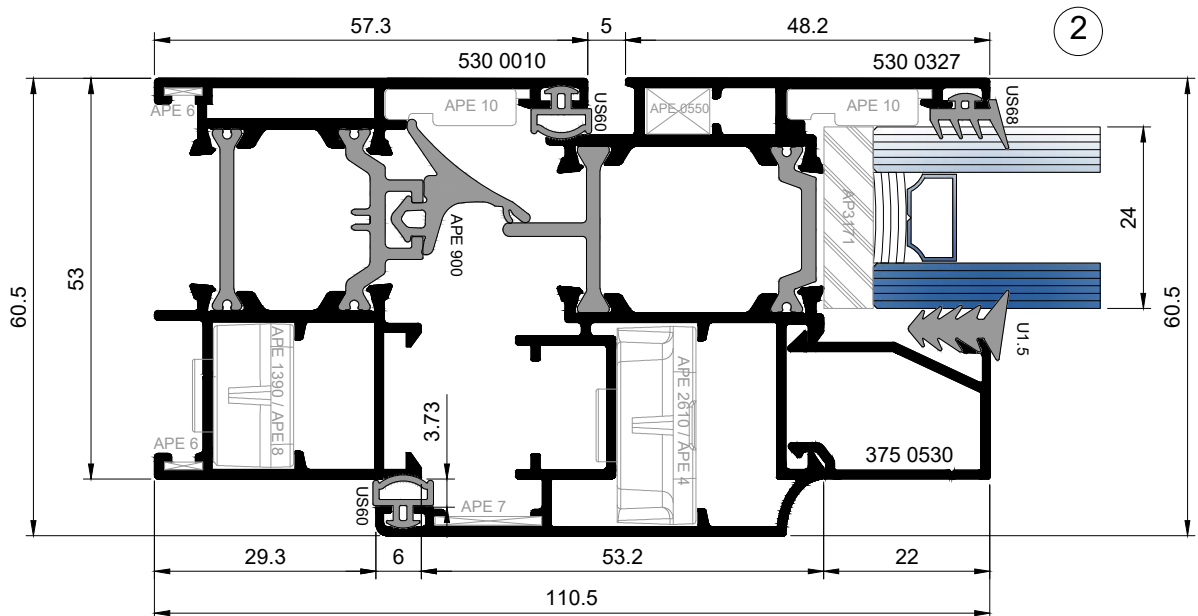 57.3
5
48.2
2
530 0010
530 0327
APE 6
APE 10
US60
APE 0550
APE 10
US68
60.5
53
APE 900
AP3171
24
60.5
U1.5
APE 1390 / APE 8
APE 2610 / APE 4
3.73
APE 6
375 0530
US60
APE 7
29.3
6
53.2
22
110.5